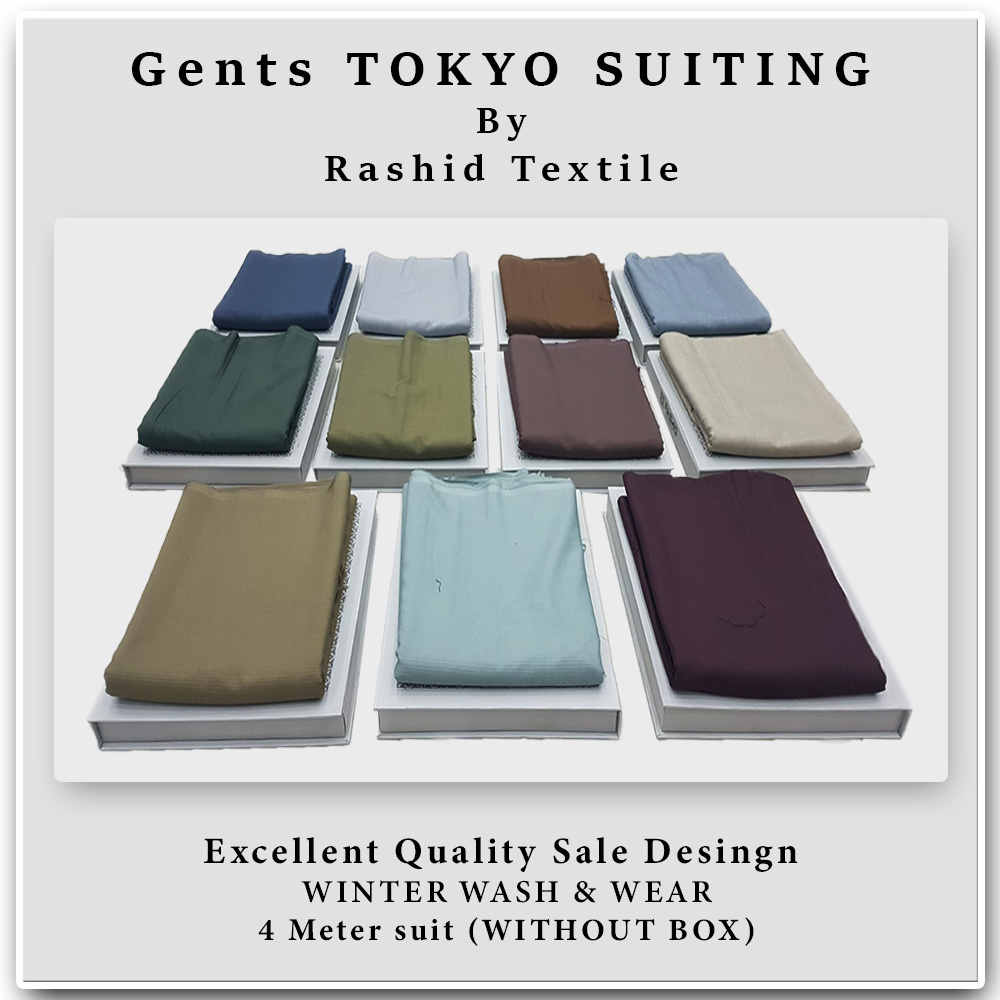 Gents TOKYO SUITING
By
Rashid Textile
Excellent Quality Sale Desingn
WINTER WASH & WEAR
4 Meter suit (WITHOUT BOX)